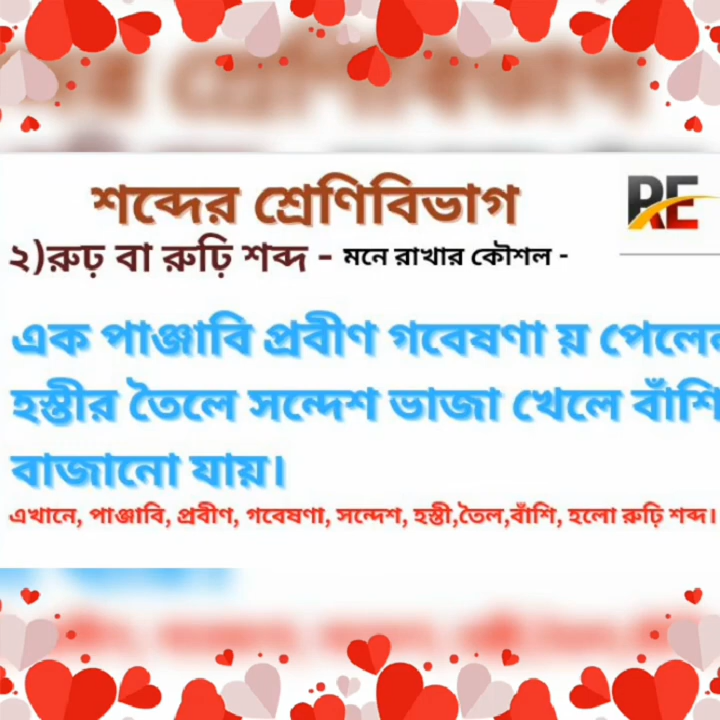 শব্দের শ্রেণিবিভাগ
RE
২)রুঢ় বা রুঢ়ি শব্দ - মনে রাখার কৌশল -
এক পাঞ্জাবি প্রবীণ গবেষণা য় পেলেন
হস্তীর তৈলে সন্দেশ ভাজা খেলে বাঁশি
বাজানো যায়।
এখানে, পাঞ্জাবি, প্রবীণ, গবেষণা, সন্দেশ, হস্তী,তৈল,বাঁশি, হলো রুঢ়ি শব্দ।